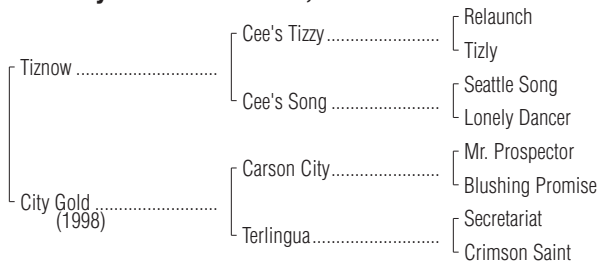 Relaunch
Cee's Tizzy
Tizly
Tiznow
Seattle Song
Cee's Song
Lonely Dancer
Mr. Prospector
Carson City
Blushing Promise
City Gold
(1998)
Secretariat
Terlingua
Crimson Saint